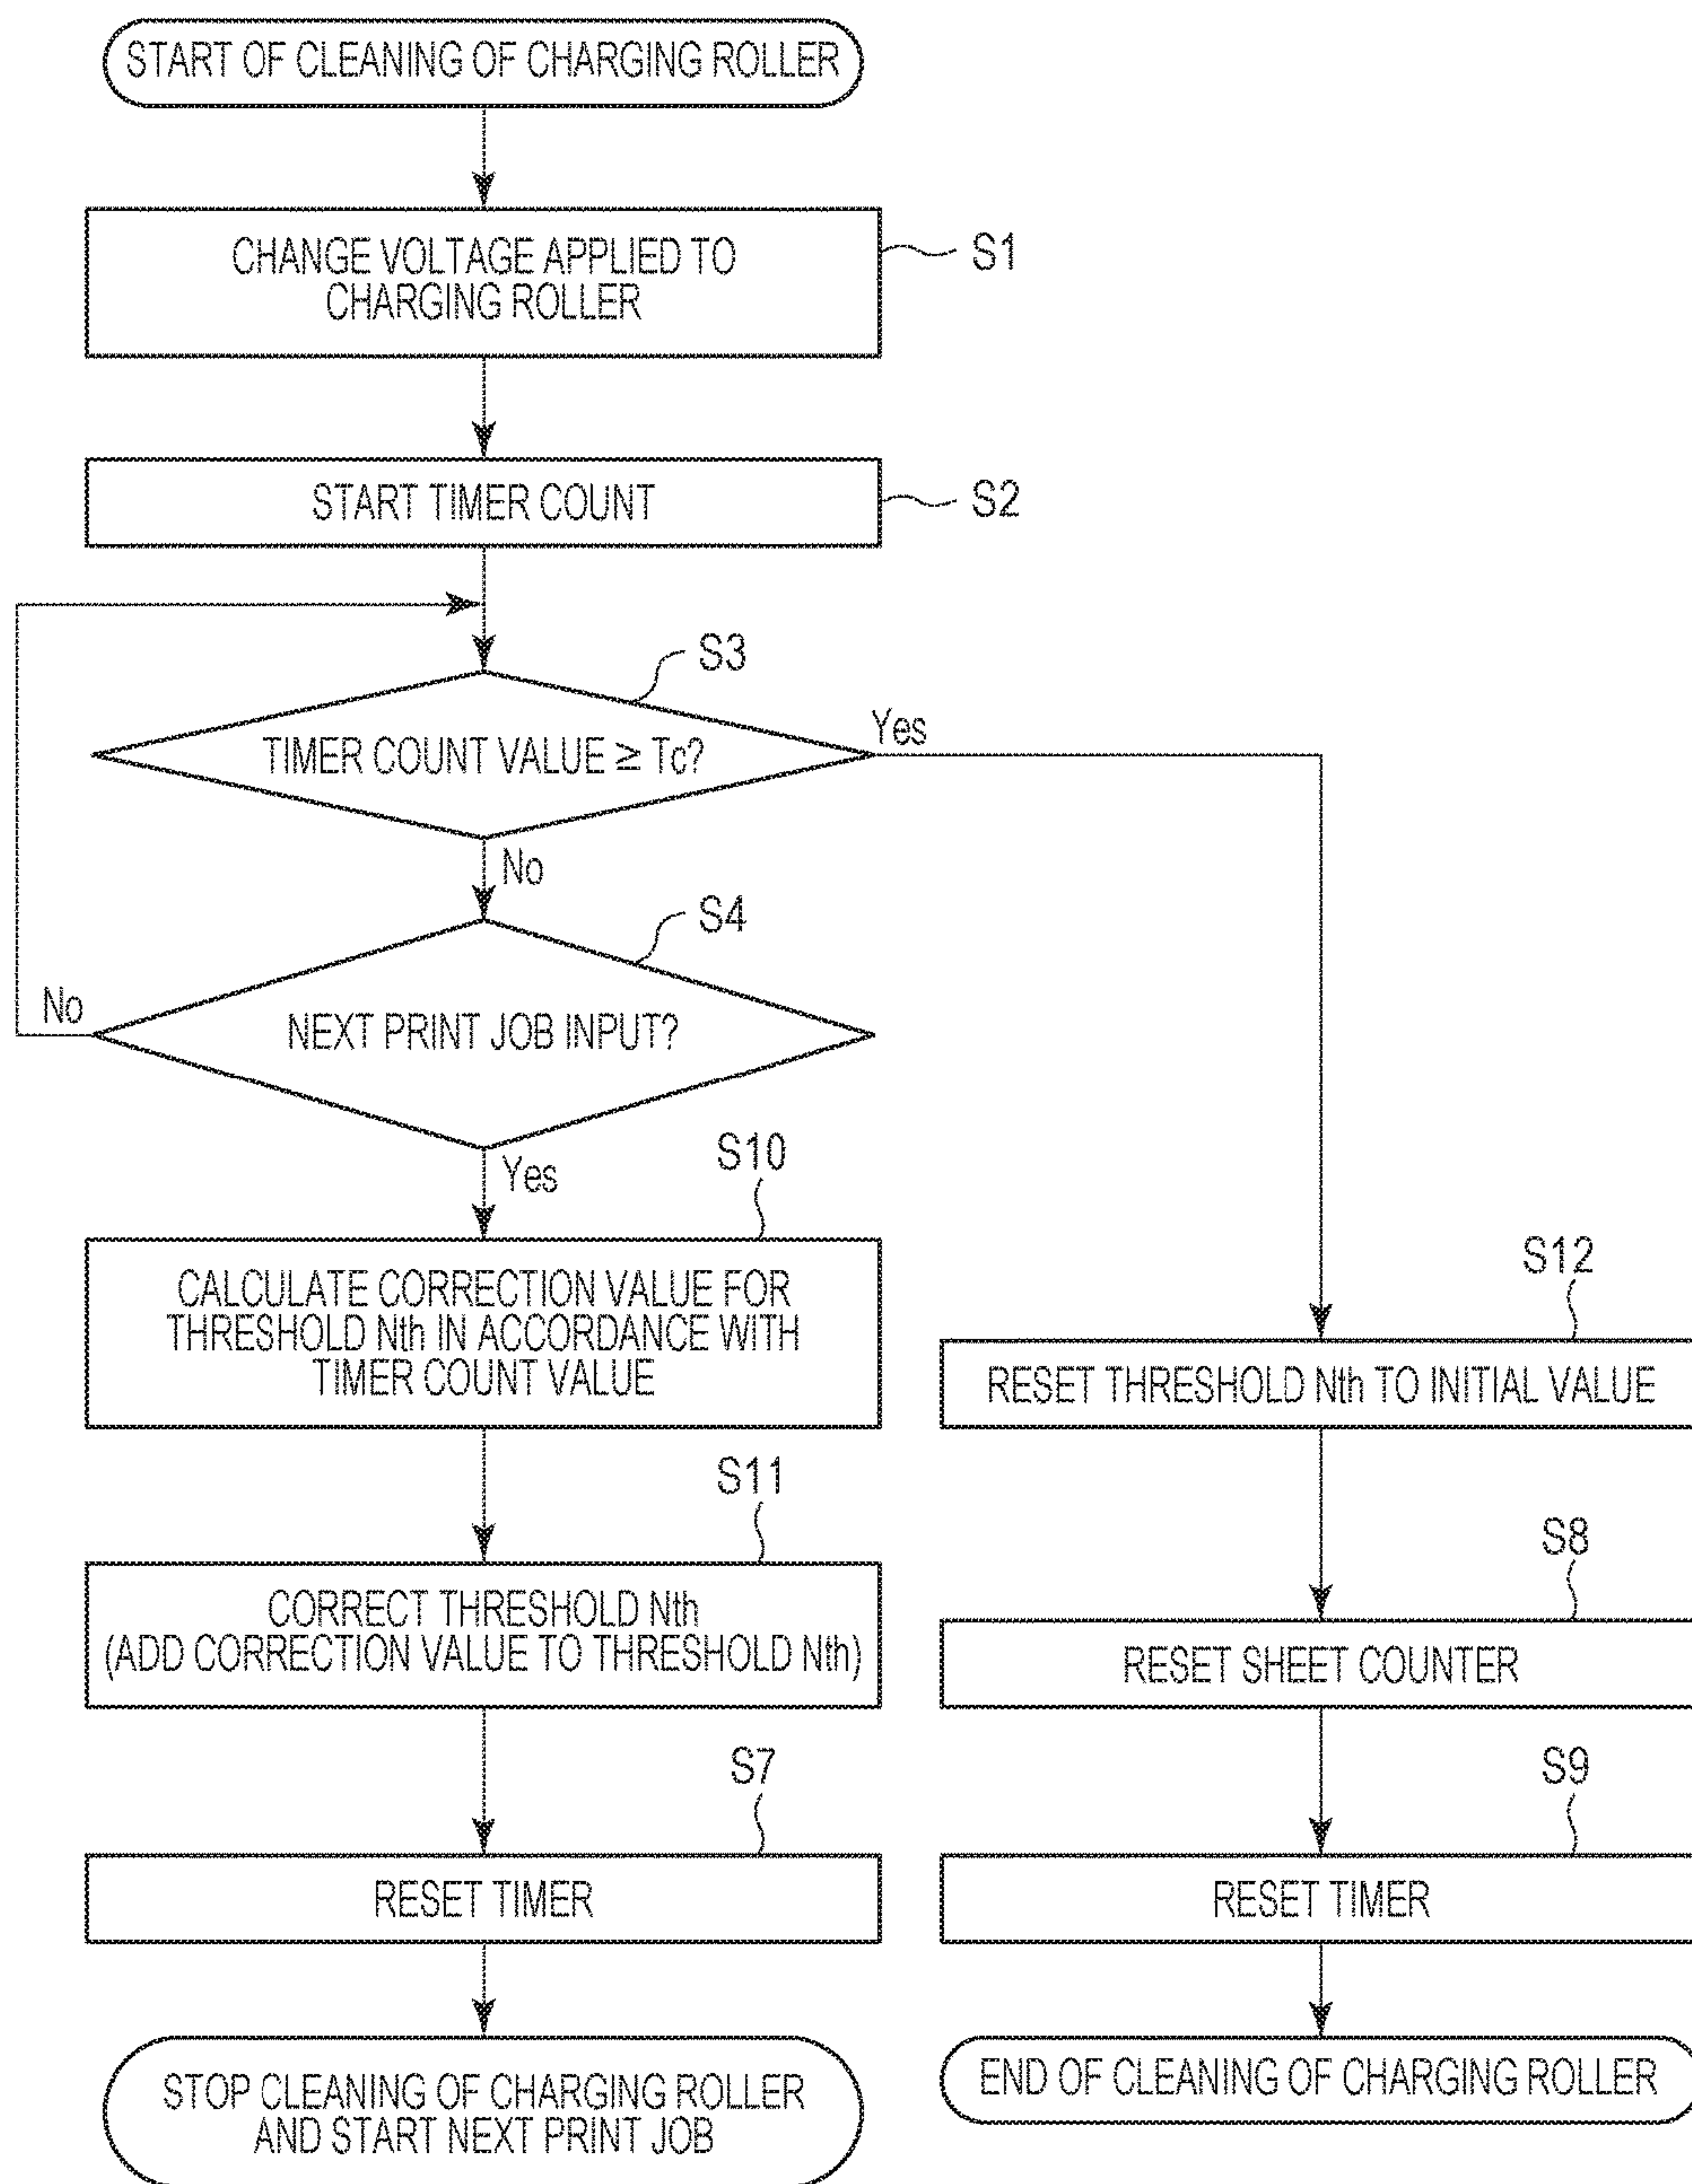 START OF CLEANING OF CHARGING ROLLER
CHANGE VOLTAGE APPLIED TO
CHARGING ROLLER
S1
START TIMER COUNT
S2
S3
TIMER COUNT VALUE ≥ Tc?
Yes
No
S4
NEXT PRINT JOB INPUT?
No
Yes
S10
CALCULATE CORRECTION VALUE FOR
THRESHOLD Nth IN ACCORDANCE WITH
TIMER COUNT VALUE
S11
CORRECT THRESHOLD Nth
(ADD CORRECTION VALUE TO THRESHOLD Nth)
S7
RESET TIMER
STOP CLEANING OF CHARGING ROLLER
AND START NEXT PRINT JOB
S12
RESET THRESHOLD Nth TO INITIAL VALUE
S8
RESET SHEET COUNTER
S9
RESET TIMER
END OF CLEANING OF CHARGING ROLLER